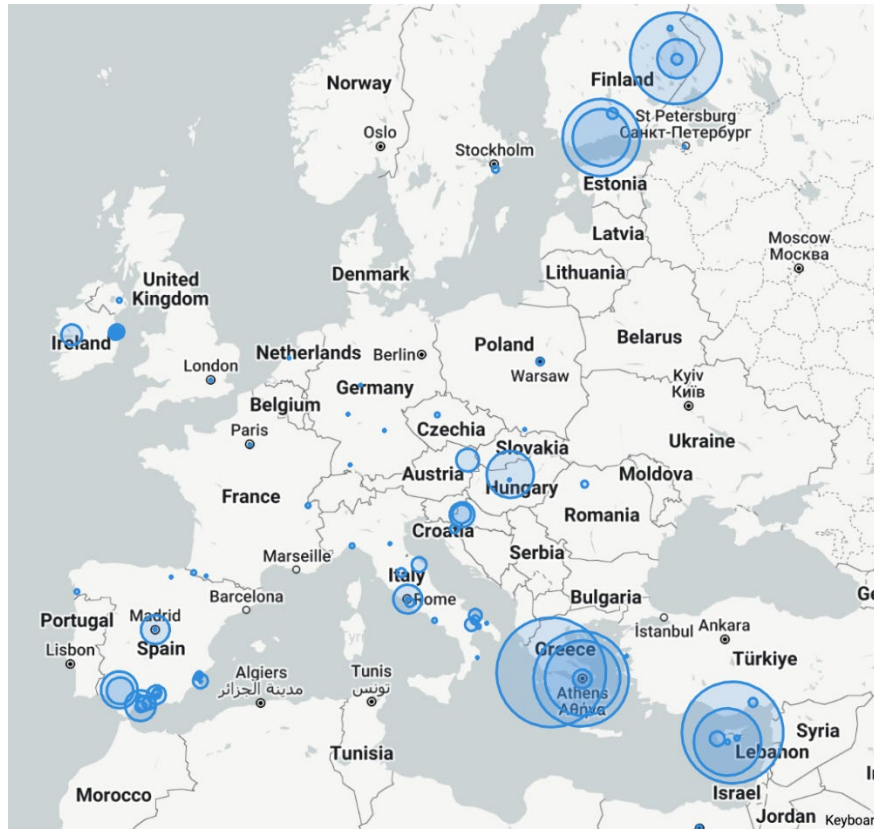 Norway
Finland
Oslo
St Petersburg
Санкт-Петербург
Stockholm
Estonia
Latvia
Moscow
Москва
Lithuania
Denmark
United
Kingdom
Ireland
Netherlands
Berlin
Poland
Belarus
London
Warsaw
Germany
Kyiv
Київ
Belgium
Czechia
Paris
Slovakia
Ukraine
Austria
Hungary
Moldova
France
Romania
Croatia
Serbia
Marseille
Italy
Bulgaria
Barcelona
Rome
Portugal
Madrid
İstanbul
Ankara
Lisbon
Spain
Greece
Türkiye
Algiers
مدينة الجزائر
Tunis
تونس
Athens
Αθήνα
Syria
Lebanon
Tunisia
Morocco
Israel
Jordan
Keyboar